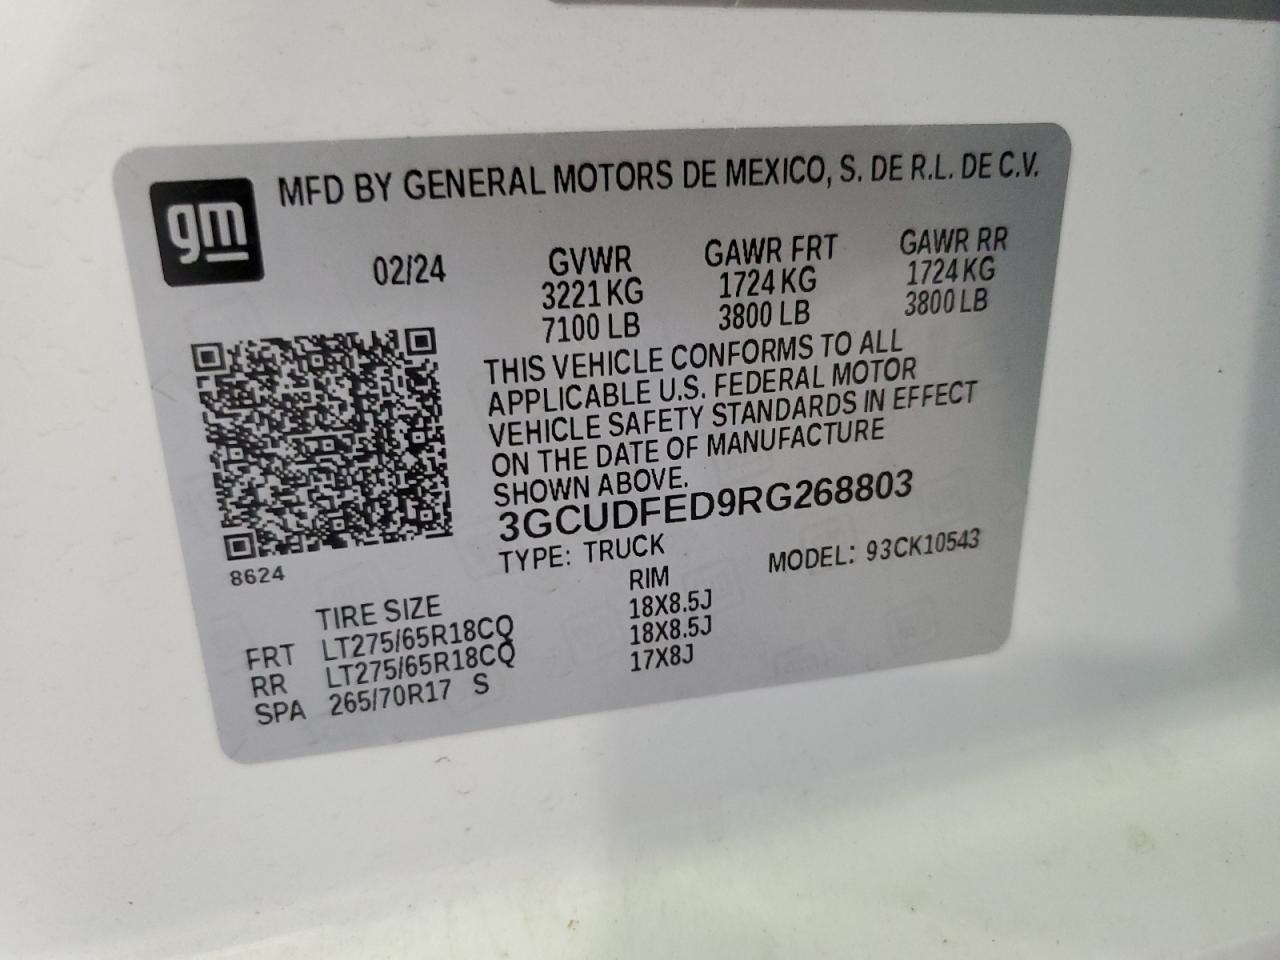 gm
MFD BY GENERAL MOTORS DE MEXICO, S. DE R.L. DE C.V.
02/24 GVWR GAWR FRT GAWR RR
3221 KG 1724 KG 1724 KG
7100 LB 3800 LB 3800 LB
THIS VEHICLE CONFORMS TO ALL
APPLICABLE U.S. FEDERAL MOTOR
VEHICLE SAFETY STANDARDS IN EFFECT
ON THE DATE OF MANUFACTURE
SHOWN ABOVE.
3GCUDFED9RG268803
8624 TYPE: TRUCK MODEL: 93CK10543
TIRE SIZE RIM
FRT LT275/65R18CQ 18X8.5J
RR LT275/65R18CQ 18X8.5J
SPA 265/70R17 S 17X8J